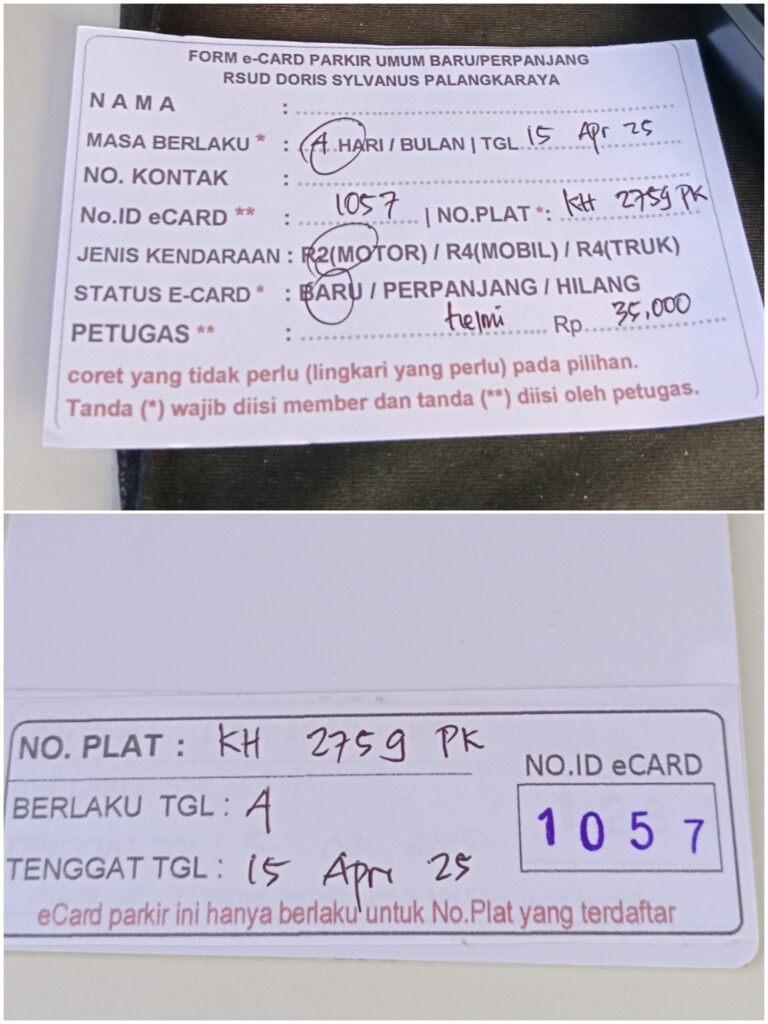 FORM e-CARD PARKIR UMUM BARU/PERPANJANG
RSUD DORIS SYLVANUS PALANGKARAYA
NAMA :
MASA BERLAKU * : A HARI / BULAN | TGL 15 Apr 25
NO. KONTAK :
No.ID eCARD ** : 1057 | NO.PLAT *: KH 2759 PK
JENIS KENDARAAN : R2(MOTOR) / R4(MOBIL) / R4(TRUK)
STATUS E-CARD * : BARU / PERPANJANG / HILANG
PETUGAS ** : helmi Rp 35,000
coret yang tidak perlu (lingkari yang perlu) pada pilihan.
Tanda (*) wajib diisi member dan tanda (**) diisi oleh petugas.
NO. PLAT : KH 2759 PK
NO.ID eCARD
BERLAKU TGL : A
1057
TENGGAT TGL : 15 Apr 25
eCard parkir ini hanya berlaku untuk No.Plat yang terdaftar